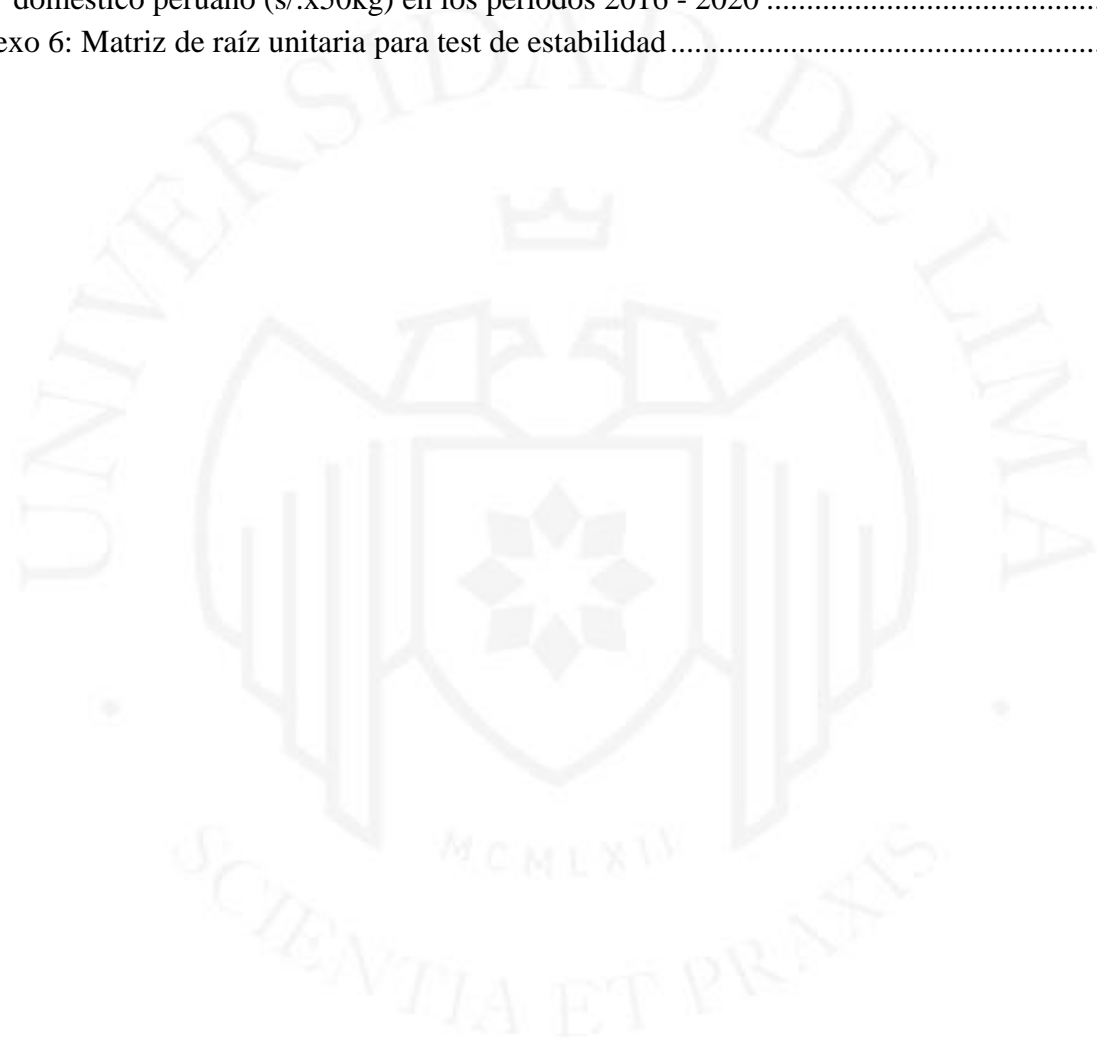 doméstico peruano (s/.x50kg) en los periodos 2016 - 2020 ........................................
exo 6: Matriz de raíz unitaria para test de estabilidad .....................................................
UNIVERSIDAD DE LIMA
MCMLXII
SCIENTIA ET PRAXIS